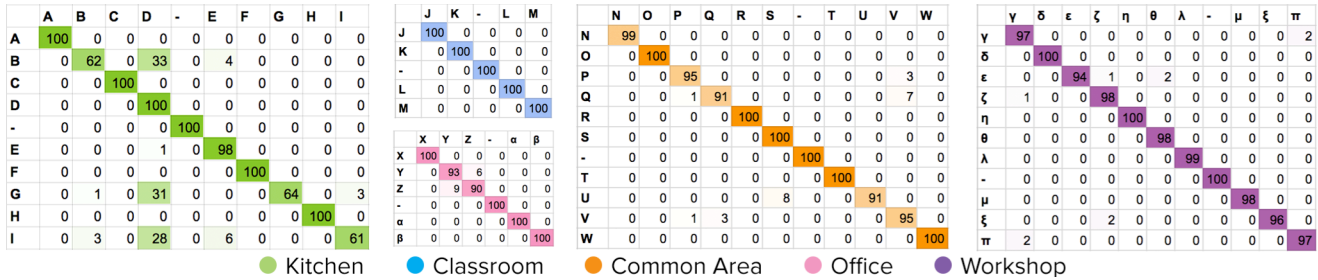 A B C D - E F G Kitchen I
A 100 0 0 0 0 0 0 0 0 0
B 0 62 0 33 0 4 0 0 0 0
C 0 0 100 0 0 0 0 0 0 0
D 0 0 0 100 0 0 0 0 0 0
- 0 0 0 0 100 0 0 0 0 0
E 0 0 0 1 0 98 0 0 0 0
F 0 0 0 0 0 0 100 0 0 0
G 0 1 0 31 0 0 0 64 0 3
H 0 0 0 0 0 0 0 0 100 0
I 0 3 0 28 0 6 0 0 0 61
J K - L M
J 100 0 0 0 0
K 0 100 0 0 0
- 0 0 100 0 0
L 0 0 0 100 0
M 0 0 0 0 100
X Y Z - α β
X 100 0 0 0 0 0
Y 0 93 6 0 0 0
Z 0 9 90 0 0 0
- 0 0 0 100 0 0
α 0 0 0 0 100 0
β 0 0 0 0 0 100
N O P Q R S - T U V W
N 99 0 0 0 0 0 0 0 0 0 0
O 0 100 0 0 0 0 0 0 0 0 0
P 0 0 95 0 0 0 0 0 0 3 0
Q 0 0 1 91 0 0 0 0 0 7 0
R 0 0 0 0 100 0 0 0 0 0 0
S 0 0 0 0 0 100 0 0 0 0 0
- 0 0 0 0 0 0 100 0 0 0 0
T 0 0 0 0 0 0 0 100 0 0 0
U 0 0 0 0 0 8 0 0 91 0 0
V 0 0 1 3 0 0 0 0 0 95 0
W 0 0 0 0 0 0 0 0 0 0 100
γ δ ε ζ η θ λ - μ ξ π
γ 97 0 0 0 0 0 0 0 0 0 2
δ 0 100 0 0 0 0 0 0 0 0 0
ε 0 0 94 1 0 2 0 0 0 0 0
ζ 1 0 0 98 0 0 0 0 0 0 0
η 0 0 0 0 100 0 0 0 0 0 0
θ 0 0 0 0 0 98 0 0 0 0 0
λ 0 0 0 0 0 0 99 0 0 0 0
- 0 0 0 0 0 0 0 100 0 0 0
μ 0 0 0 0 0 0 0 0 98 0 0
ξ 0 0 0 2 0 0 0 0 0 96 0
π 2 0 0 0 0 0 0 0 0 0 97
Kitchen Classroom Common Area Office Workshop